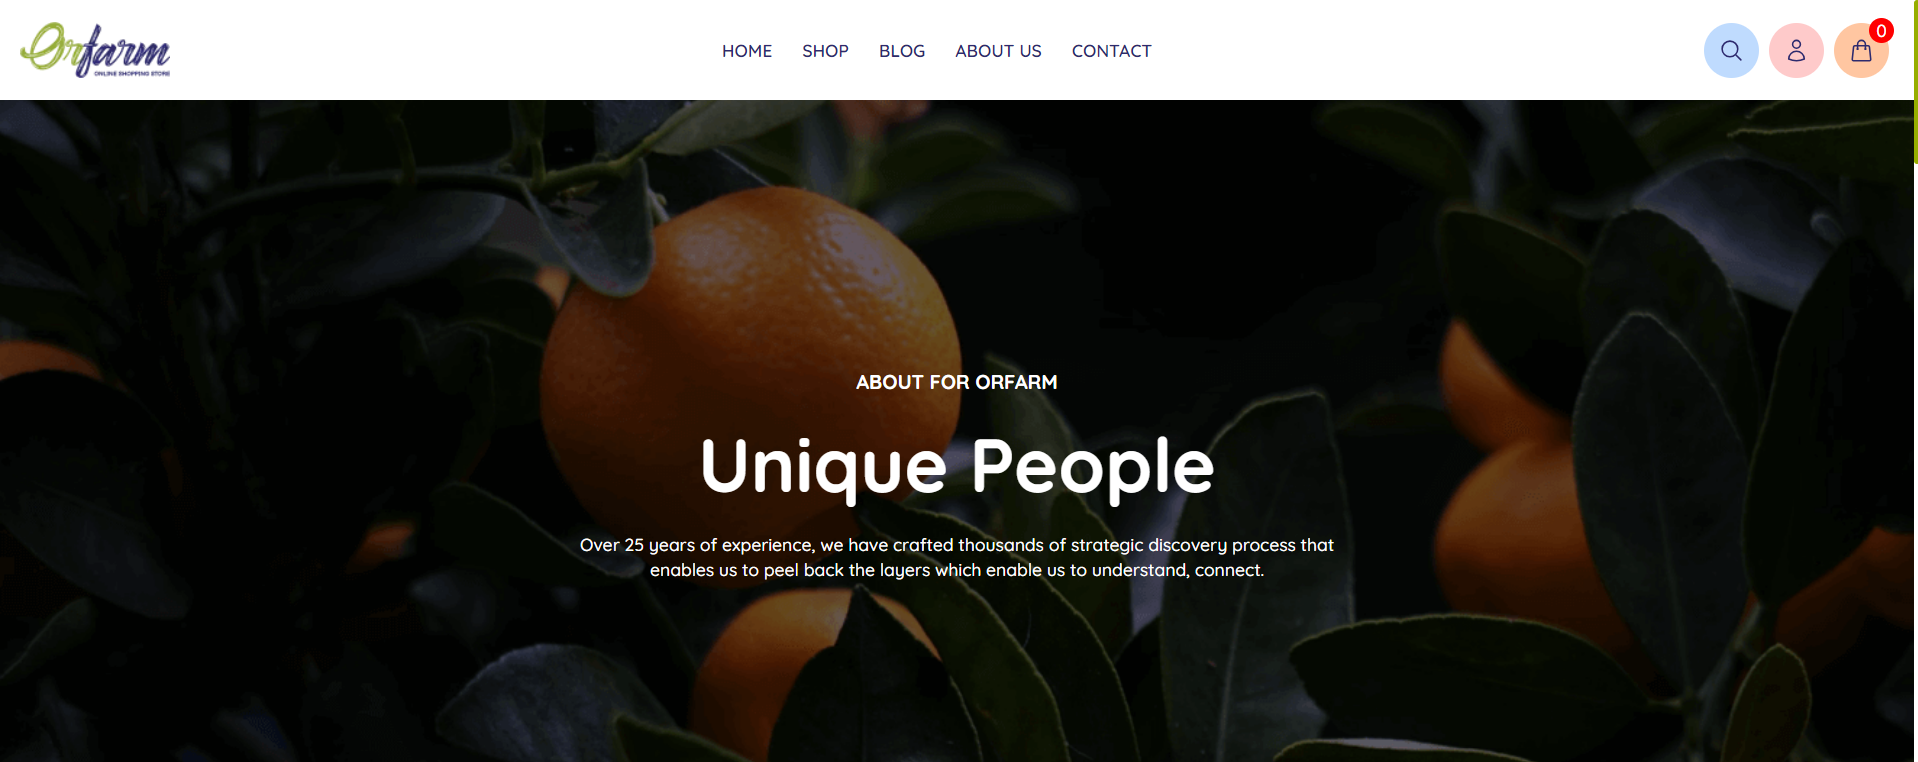 Orfarm
ONLINE SHOPPING STORE
HOME SHOP BLOG ABOUT US CONTACT
0
ABOUT FOR ORFARM
Unique People
Over 25 years of experience, we have crafted thousands of strategic discovery process that
enables us to peel back the layers which enable us to understand, connect.